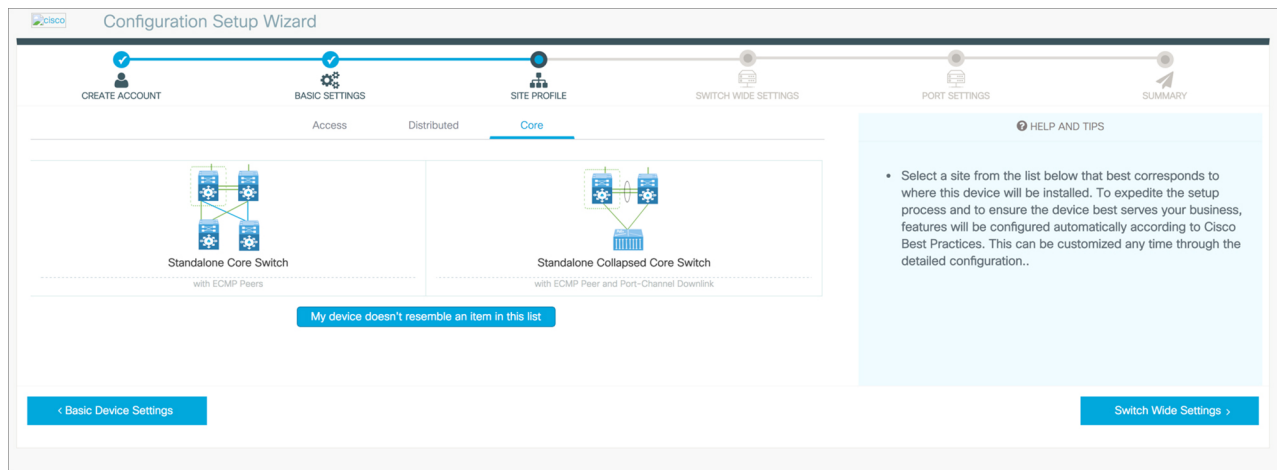 cisco
Configuration Setup Wizard
CREATE ACCOUNT
BASIC SETTINGS
SITE PROFILE
SWITCH WIDE SETTINGS
PORT SETTINGS
SUMMARY
Access
Distributed
Core
Standalone Core Switch
with ECMP Peers
Standalone Collapsed Core Switch
with ECMP Peer and Port-Channel Downlink
My device doesn't resemble an item in this list
HELP AND TIPS
• Select a site from the list below that best corresponds to
where this device will be installed. To expedite the setup
process and to ensure the device best serves your business,
features will be configured automatically according to Cisco
Best Practices. This can be customized any time through the
detailed configuration..
‹ Basic Device Settings
Switch Wide Settings ›